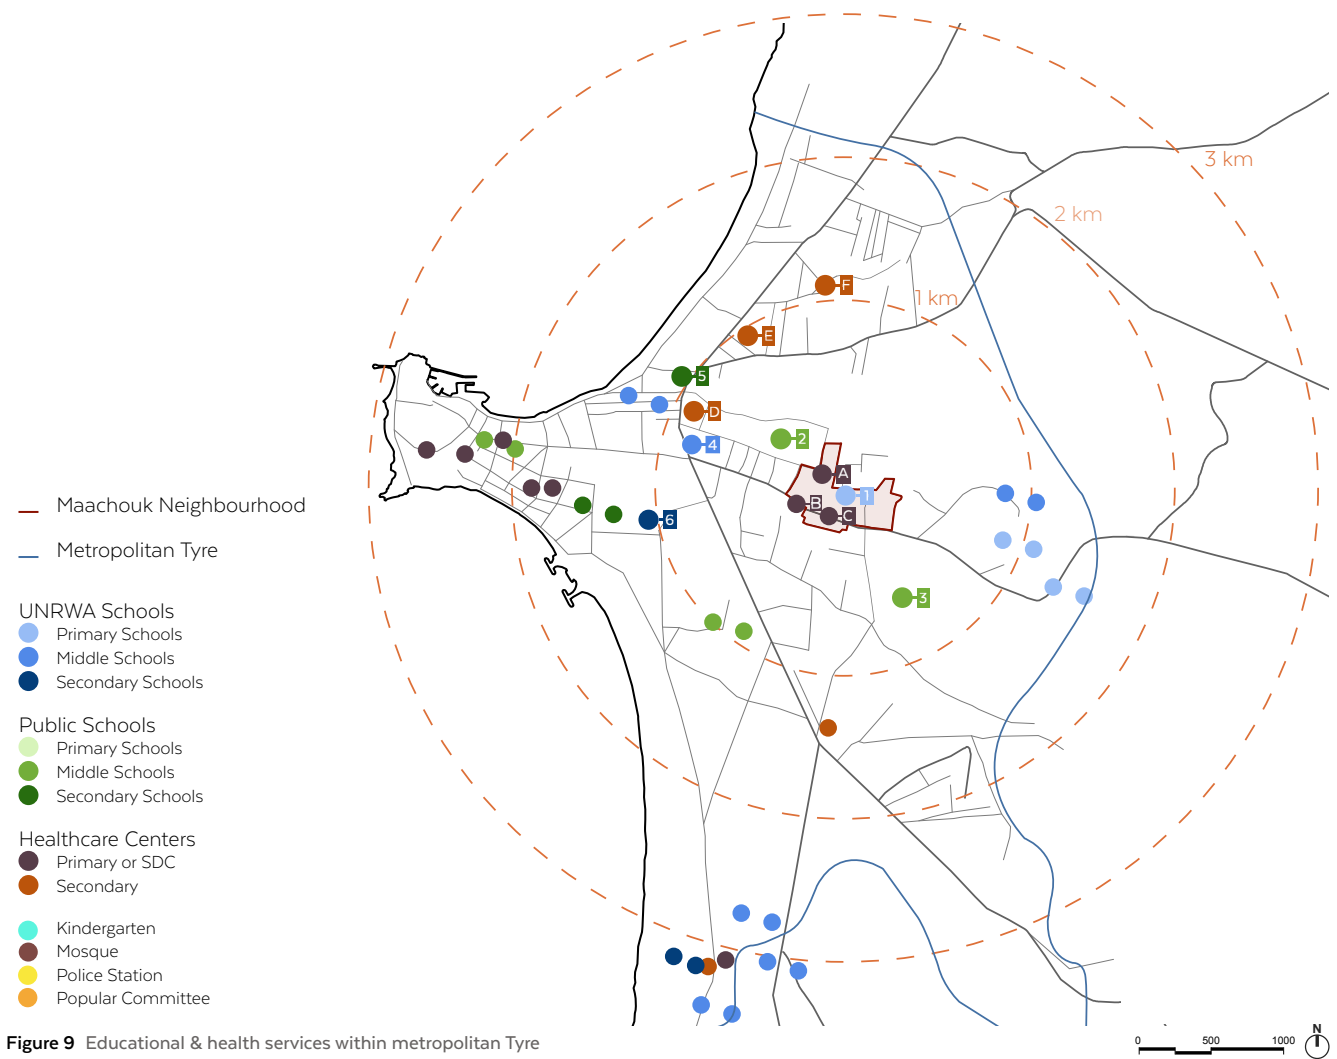 3 km
2 km
F
1 km
E
5
D
4
2
A
1
B
C
6
3
Maachouk Neighbourhood
Metropolitan Tyre
UNRWA Schools
Primary Schools
Middle Schools
Secondary Schools
Public Schools
Primary Schools
Middle Schools
Secondary Schools
Healthcare Centers
Primary or SDC
Secondary
Kindergarten
Mosque
Police Station
Popular Committee
Figure 9 Educational & health services within metropolitan Tyre
0 500 1000
N